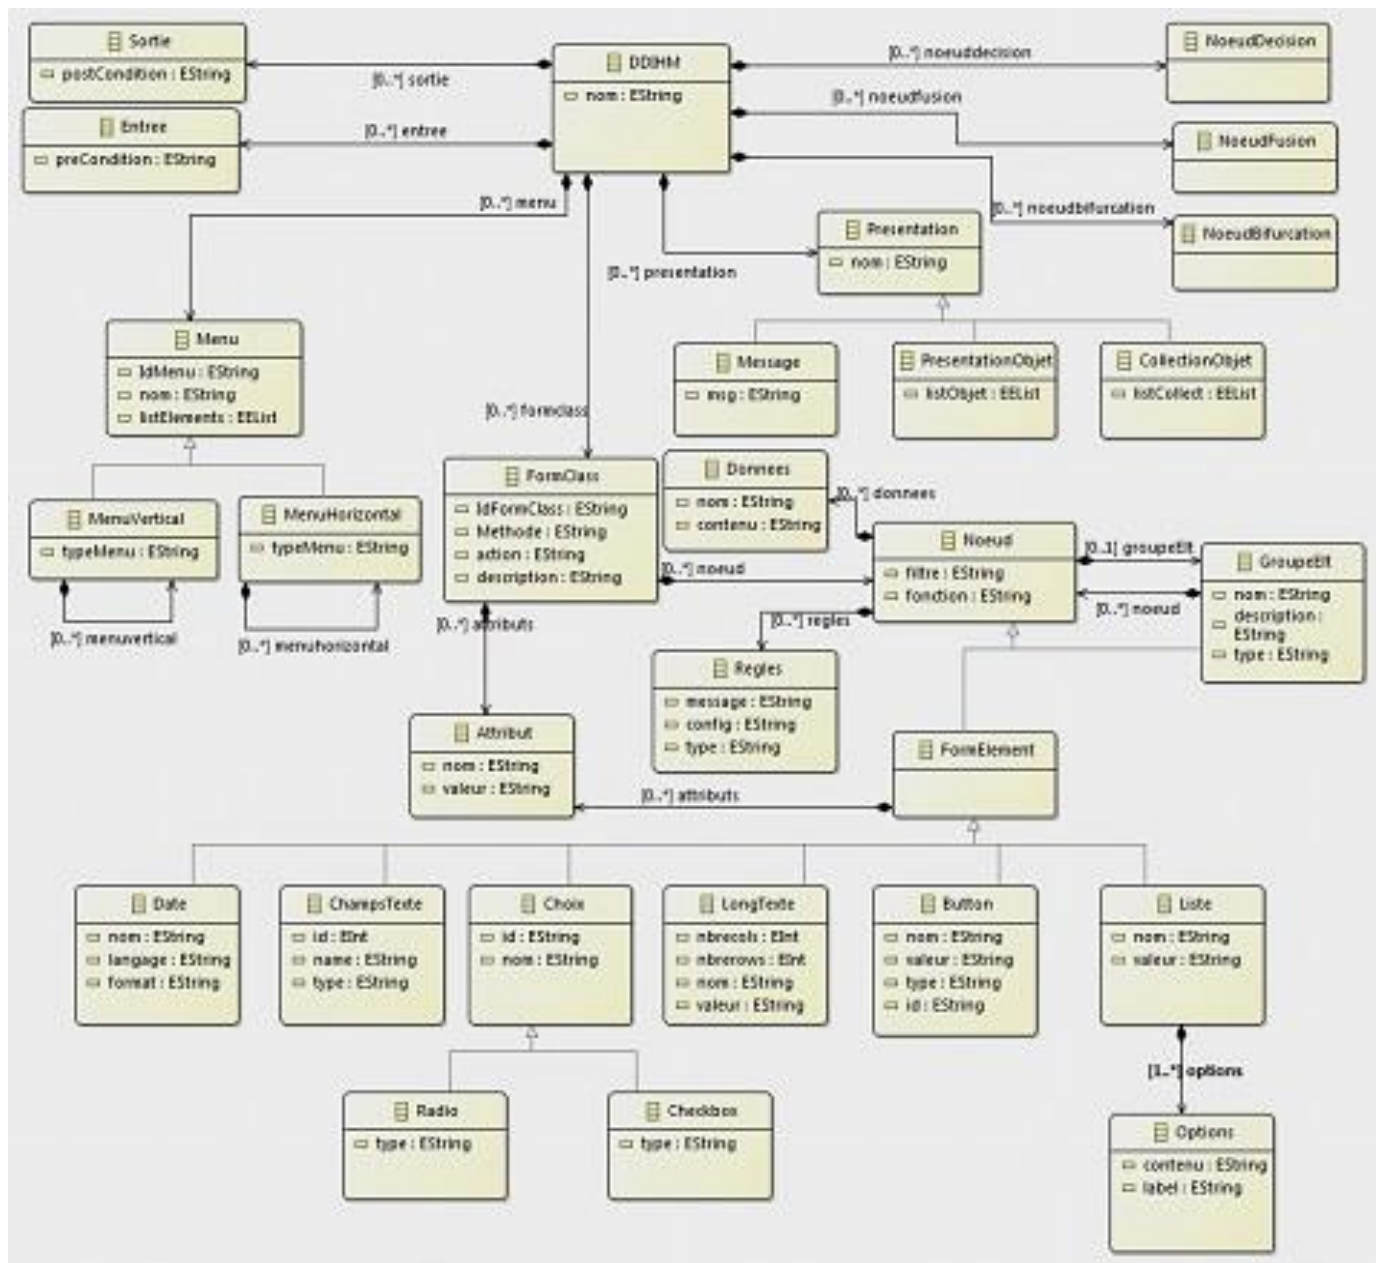 Sortie
postCondition : EString
[0..*] sortie
DDIHM
nom : EString
[0..*] noeuddecision
NoeudDecision
[0..*] noeudfusion
Entree
preCondition : EString
[0..*] entree
NoeudFusion
[0..*] menu
[0..*] noeudbifurcation
NoeudBifurcation
Presentation
nom : EString
[0..*] presentation
Menu
IdMenu : EString
nom : EString
listElements : EEList
Message
msg : EString
PresentationObjet
listObjet : EEList
CollectionObjet
listCollect : EEList
[0..*] formclass
FormClass
IdFormClass : EString
Methode : EString
action : EString
description : EString
Donnees
nom : EString
contenu : EString
[0..*] donnees
MenuVertical
typeMenu : EString
MenuHorizontal
typeMenu : EString
Noeud
filtre : EString
fonction : EString
[0..1] groupeElt
GroupeElt
nom : EString
description :
EString
type : EString
[0..*] noeud
[0..*] noeud
[0..*] menuvertical
[0..*] menuhorizontal
[0..*] attributs
[0..*] regles
Regles
message : EString
config : EString
type : EString
Attribut
nom : EString
valeur : EString
FormElement
[0..*] attributs
Date
nom : EString
langage : EString
format : EString
ChampsTexte
id : EInt
name : EString
type : EString
Choix
id : EString
nom : EString
LongTexte
nbrecols : EInt
nbrerows : EInt
nom : EString
valeur : EString
Button
nom : EString
valeur : EString
type : EString
id : EString
Liste
nom : EString
valeur : EString
[1..*] options
Radio
type : EString
Checkbox
type : EString
Options
contenu : EString
label : EString